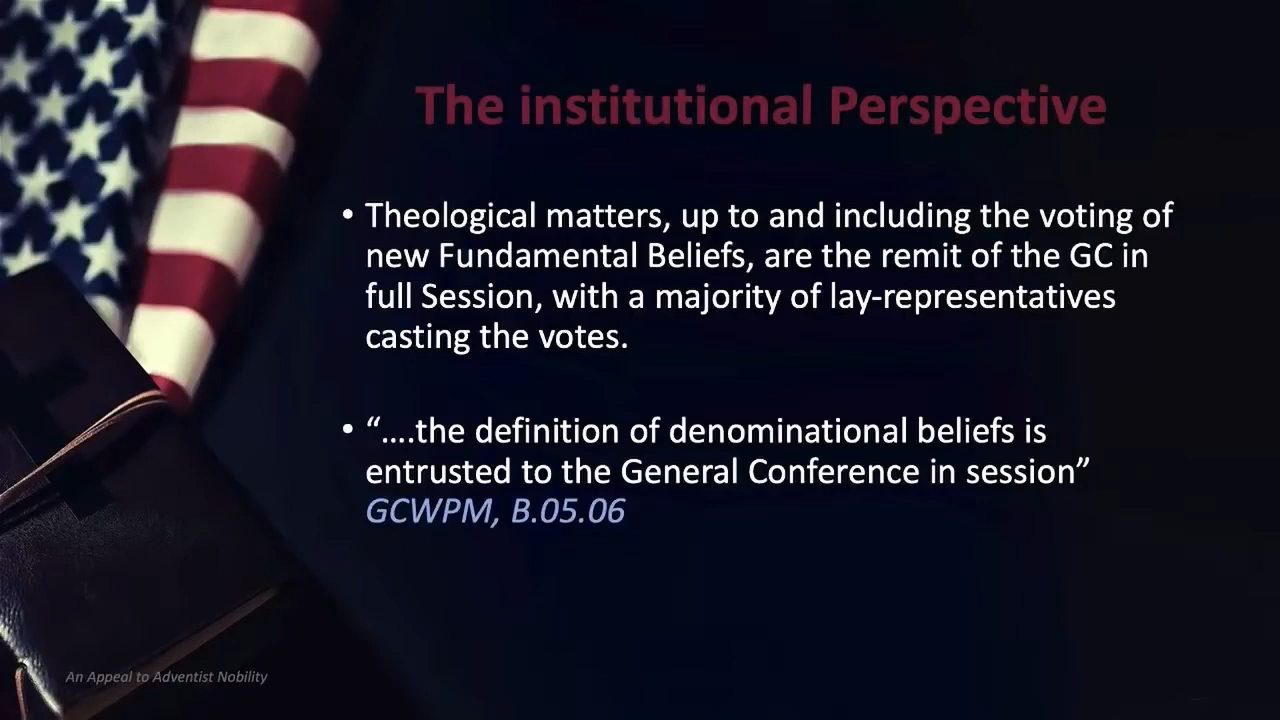 The institutional Perspective
• Theological matters, up to and including the voting of
new Fundamental Beliefs, are the remit of the GC in
full Session, with a majority of lay-representatives
casting the votes.
• “....the definition of denominational beliefs is
entrusted to the General Conference in session”
GCWPM, B.05.06
An Appeal to Adventist Nobility